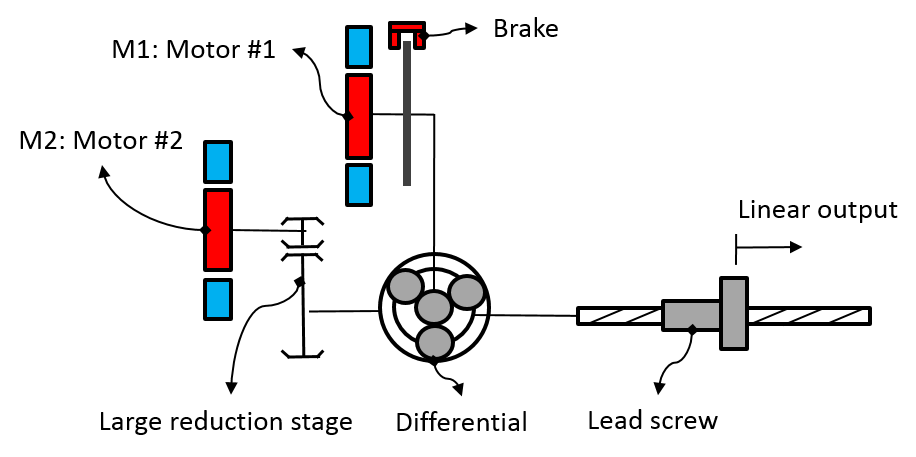 Brake
M1: Motor #1
M2: Motor #2
Linear output
Large reduction stage
Differential
Lead screw